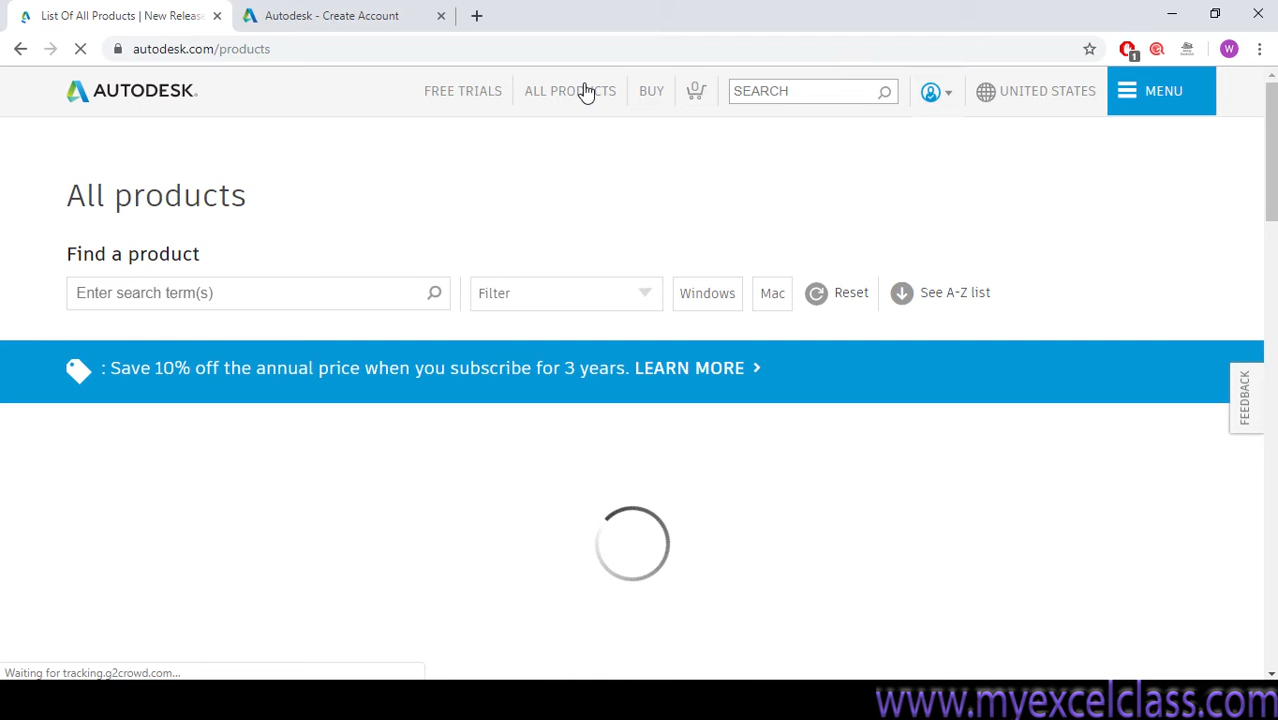 List Of All Products | New Release
Autodesk - Create Account
autodesk.com/products
1
W
AUTODESK.
FREE TRIALS
ALL PRODUCTS
BUY
0
SEARCH
UNITED STATES
MENU
All products
Find a product
Enter search term(s)
Filter
Windows
Mac
Reset
See A-Z list
: Save 10% off the annual price when you subscribe for 3 years. LEARN MORE
FEEDBACK
Waiting for tracking.g2crowd.com...
www.myexcelclass.com